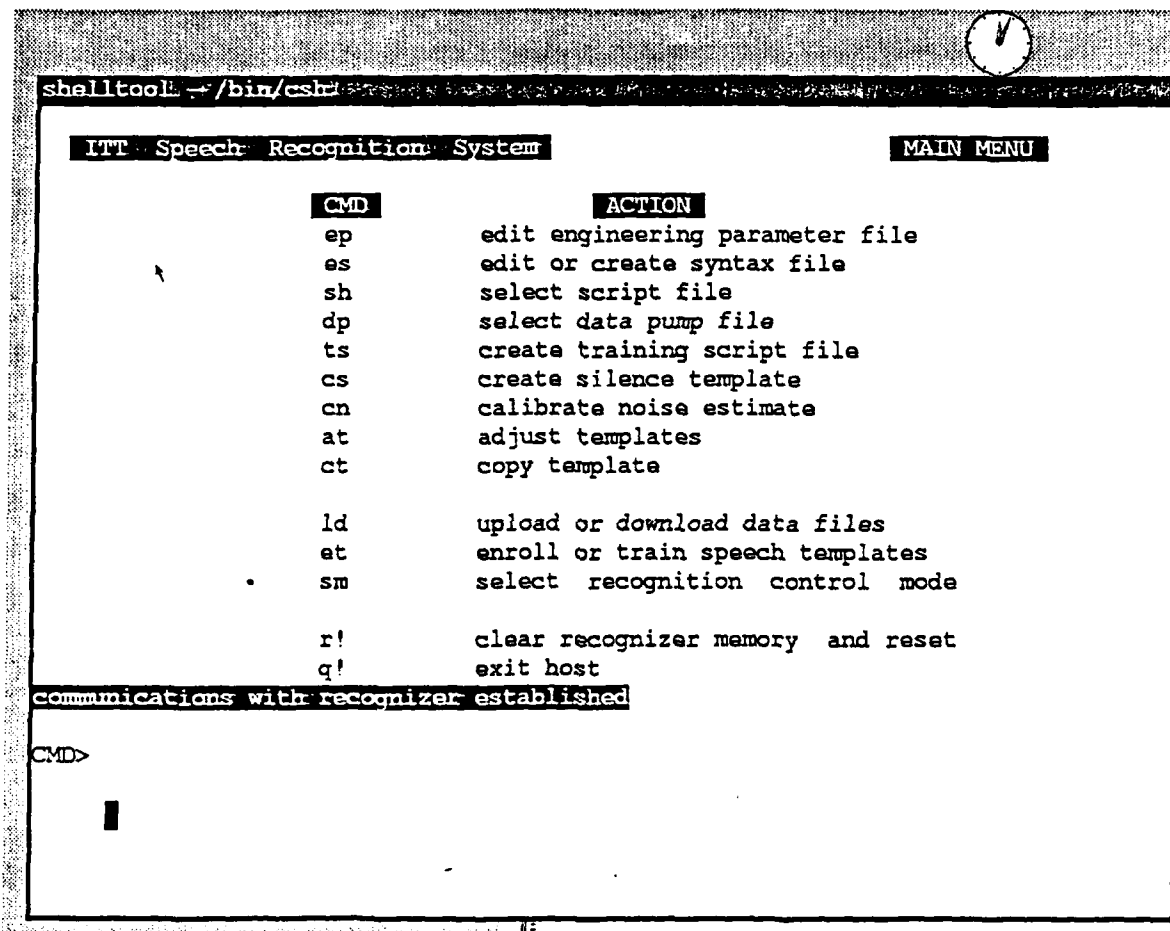 shelltool - /bin/csh
ITT Speech Recognition System MAIN MENU
CMD ACTION
ep edit engineering parameter file
es edit or create syntax file
sh select script file
dp select data pump file
ts create training script file
cs create silence template
cn calibrate noise estimate
at adjust templates
ct copy template
ld upload or download data files
et enroll or train speech templates
sm select recognition control mode
r! clear recognizer memory and reset
q! exit host
communications with recognizer established
CMD>